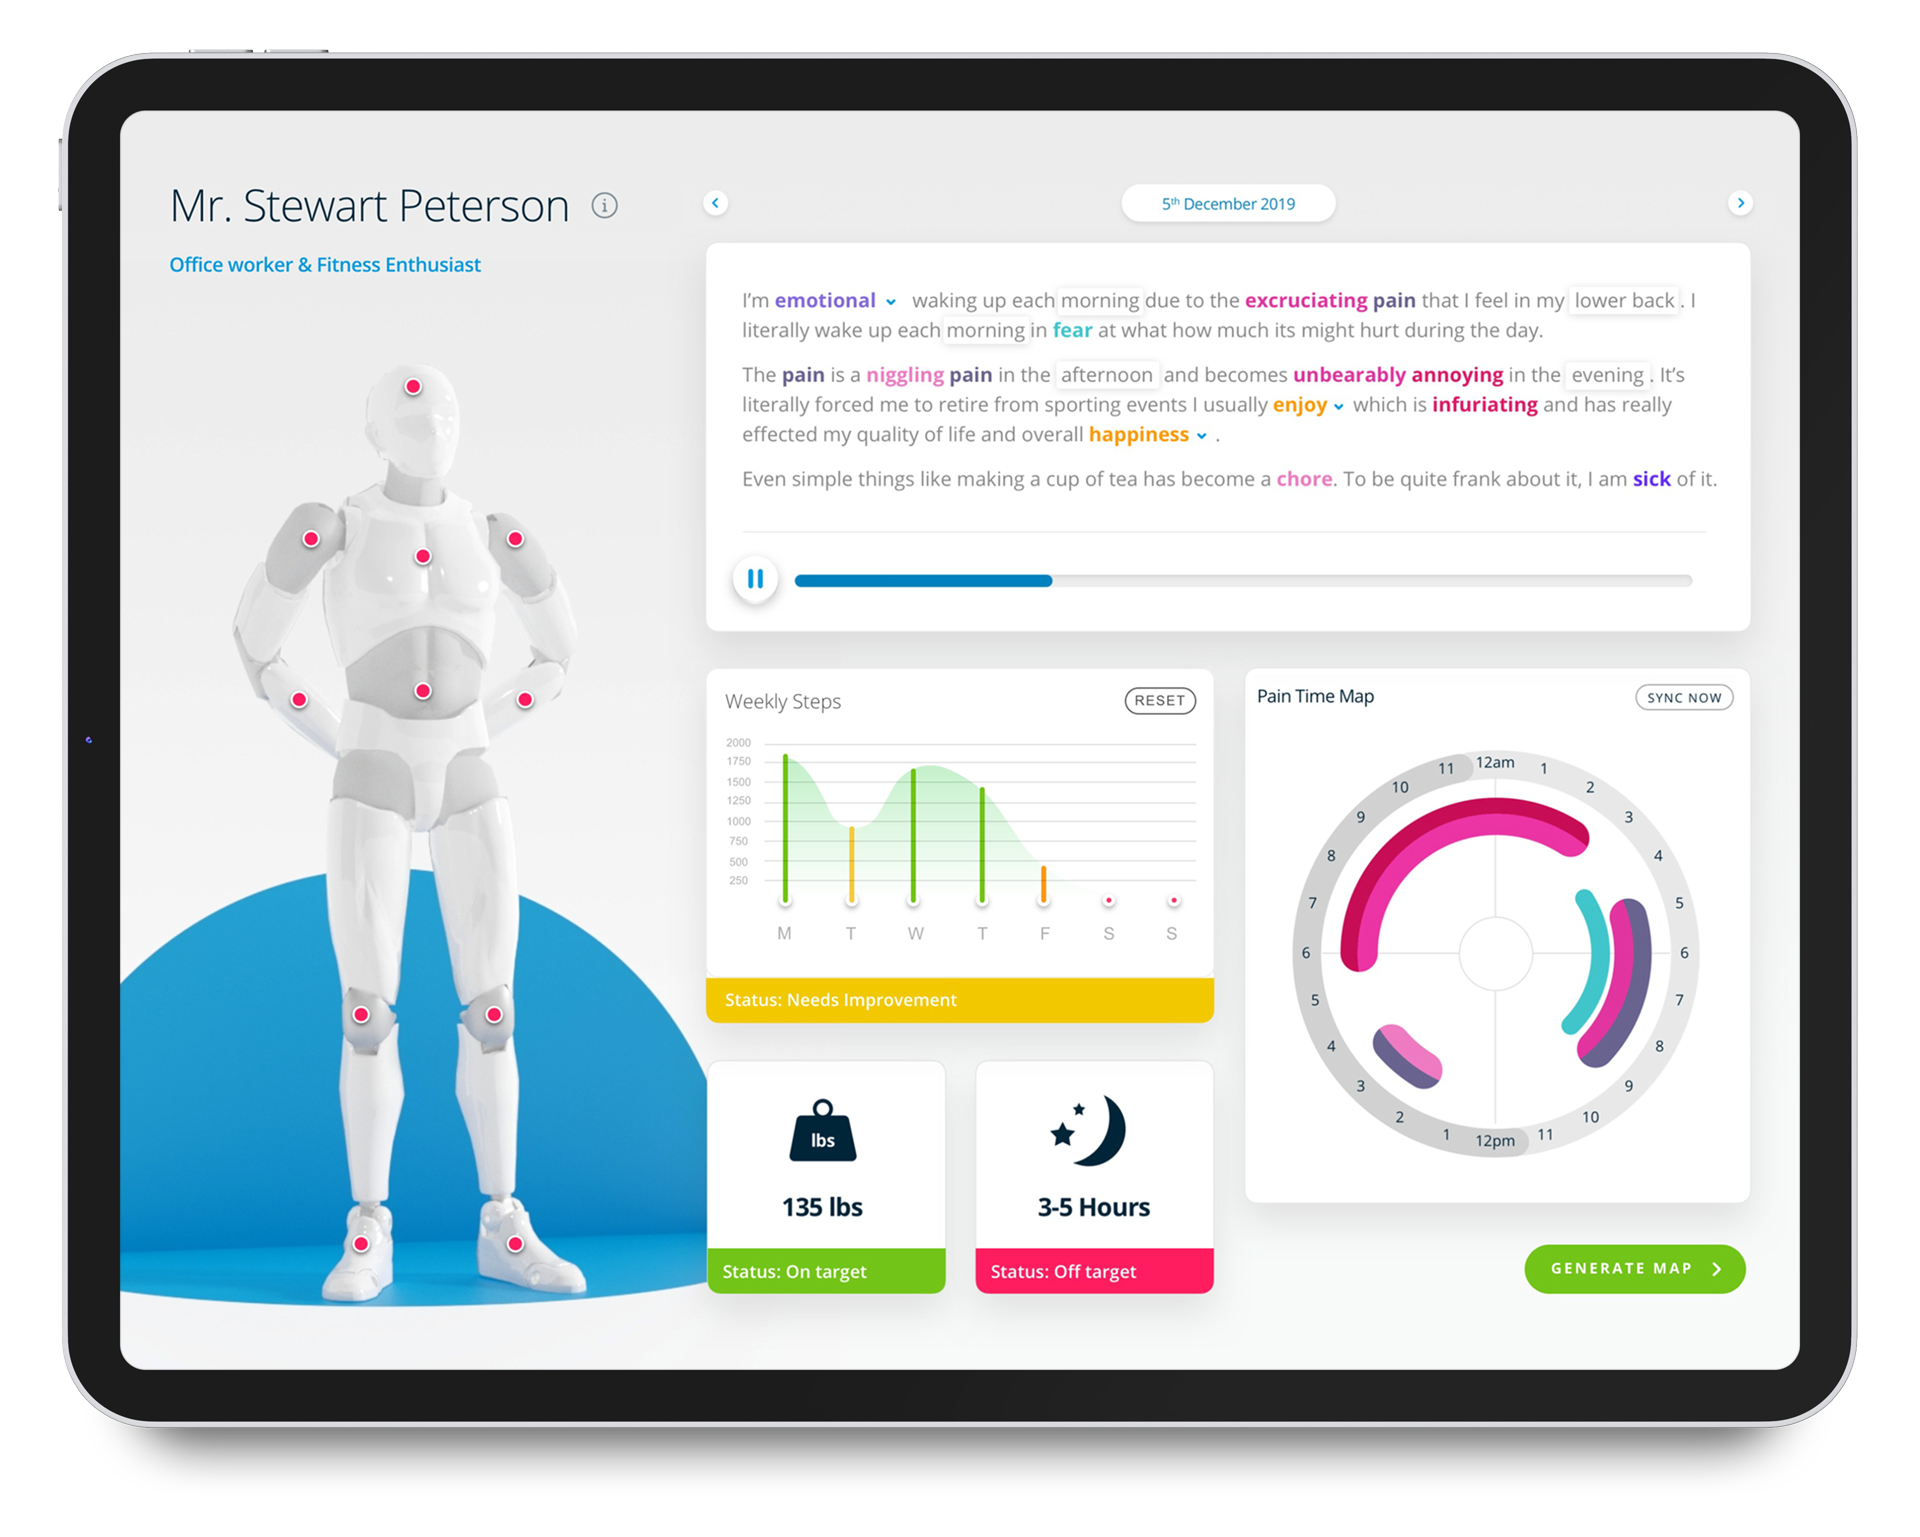 Mr. Stewart Peterson
Office worker & Fitness Enthusiast
5th December 2019
I'm emotional waking up each morning due to the excruciating pain that I feel in my lower back . I
literally wake up each morning in fear at what how much its might hurt during the day.
The pain is a niggling pain in the afternoon and becomes unbearably annoying in the evening . It's
literally forced me to retire from sporting events I usually enjoy which is infuriating and has really
effected my quality of life and overall happiness .
Even simple things like making a cup of tea has become a chore. To be quite frank about it, I am sick of it.
Weekly Steps
RESET
2000
1750
1500
1250
1000
750
500
250
M T W T F S S
Status: Needs Improvement
lbs
135 lbs
Status: On target
3-5 Hours
Status: Off target
Pain Time Map
SYNC NOW
12am
1
2
3
4
5
6
7
8
9
10
11
12pm
1
2
3
4
5
6
7
8
9
10
11
GENERATE MAP